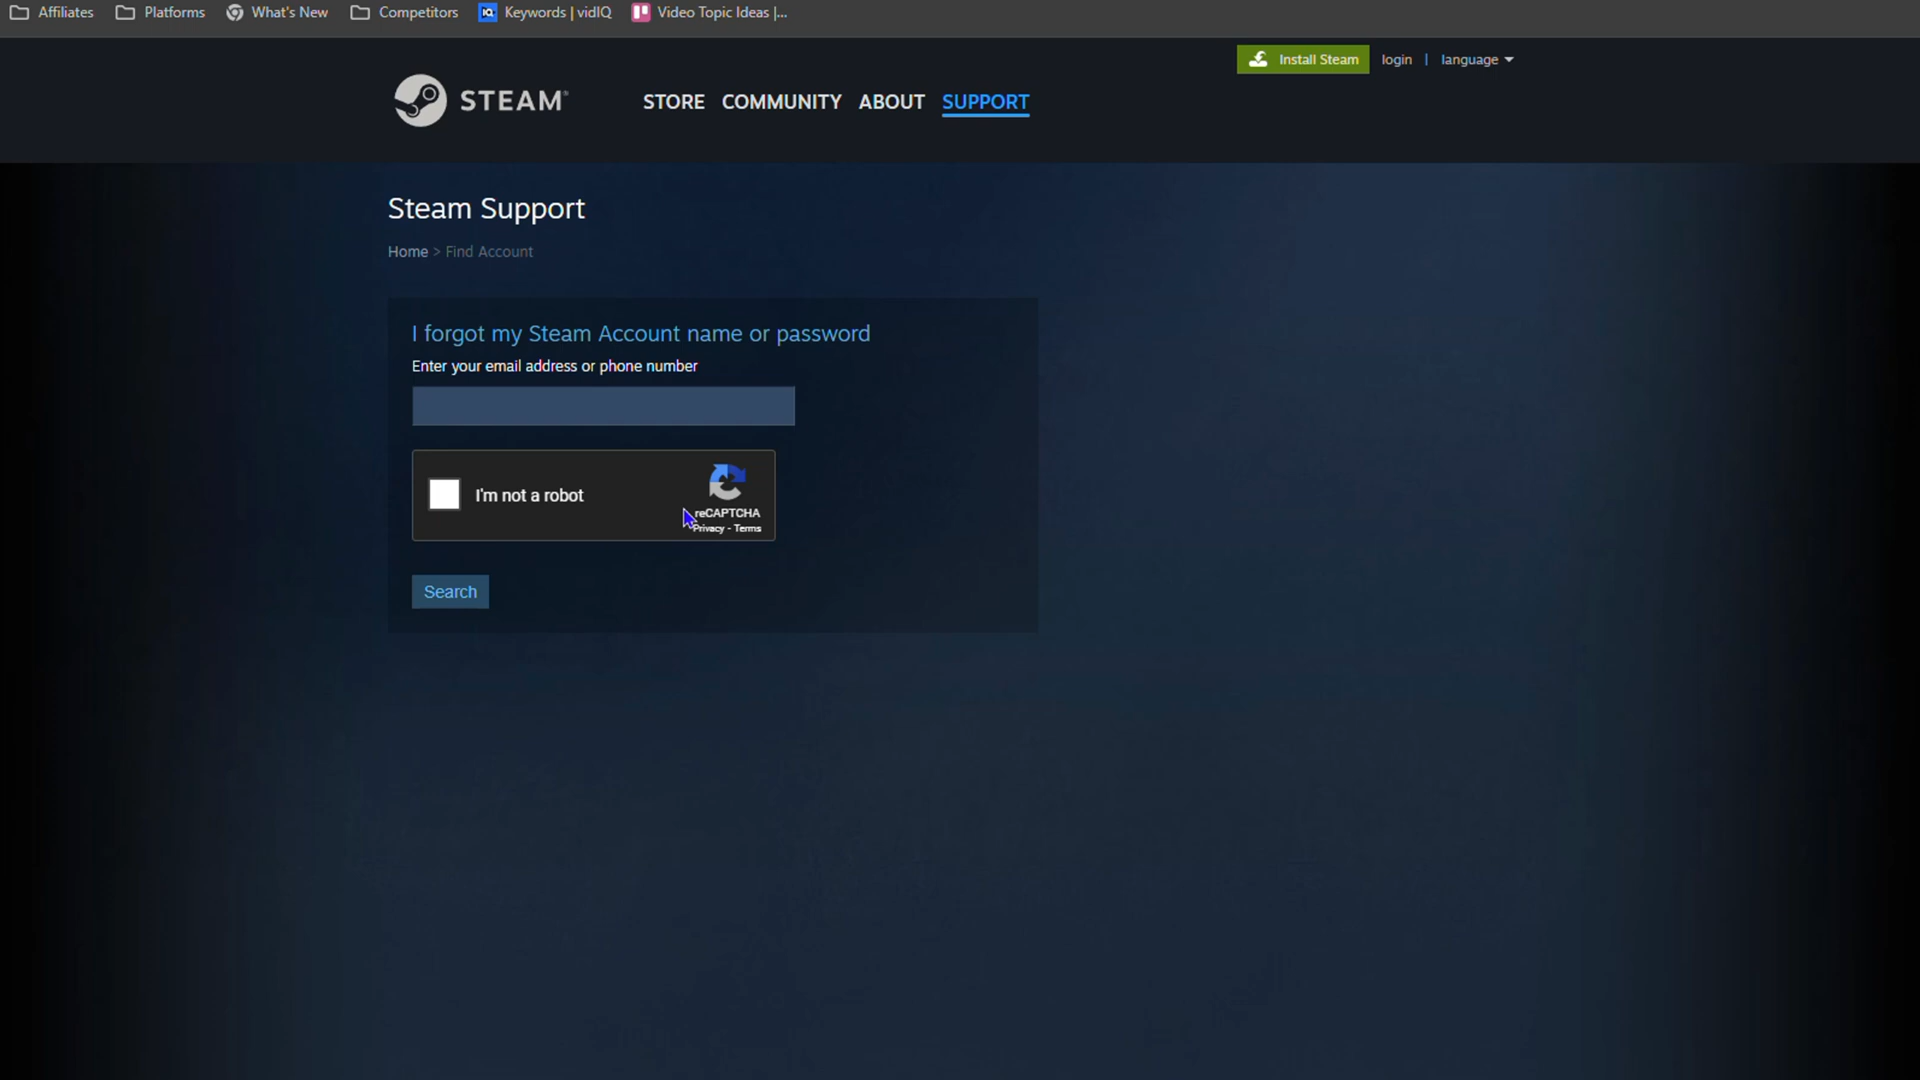 Affiliates Platforms What's New Competitors Keywords | vidIQ Video Topic Ideas |...
Install Steam login | language
STEAM® STORE COMMUNITY ABOUT SUPPORT
Steam Support
Home > Find Account
I forgot my Steam Account name or password
Enter your email address or phone number
I'm not a robot
reCAPTCHA
Privacy - Terms
Search